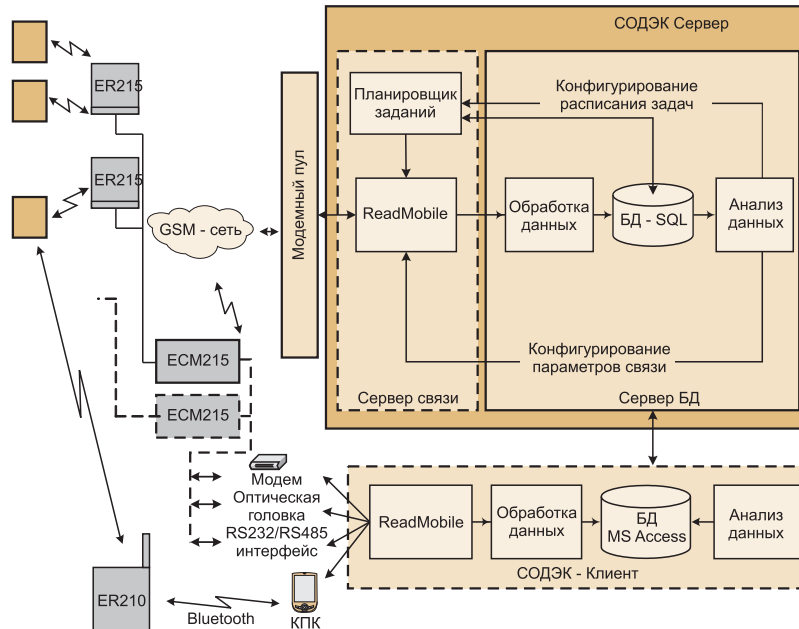 СОДЭК Сервер
ER215
ER215
GSM - сеть
Модемный пул
Планировщик
заданий
Конфигурирование
расписания задач
ReadMobile
Обработка
данных
БД - SQL
Анализ
данных
Конфигурирование
параметров связи
Сервер связи
Сервер БД
ECM215
ECM215
Модем
Оптическая
головка
RS232/RS485
интерфейс
ReadMobile
Обработка
данных
БД
MS Access
Анализ
данных
СОДЭК - Клиент
ER210
Bluetooth
КПК